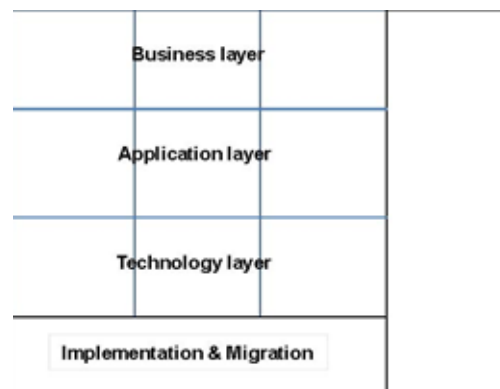 Business layer
Application layer
Technology layer
Implementation & Migration